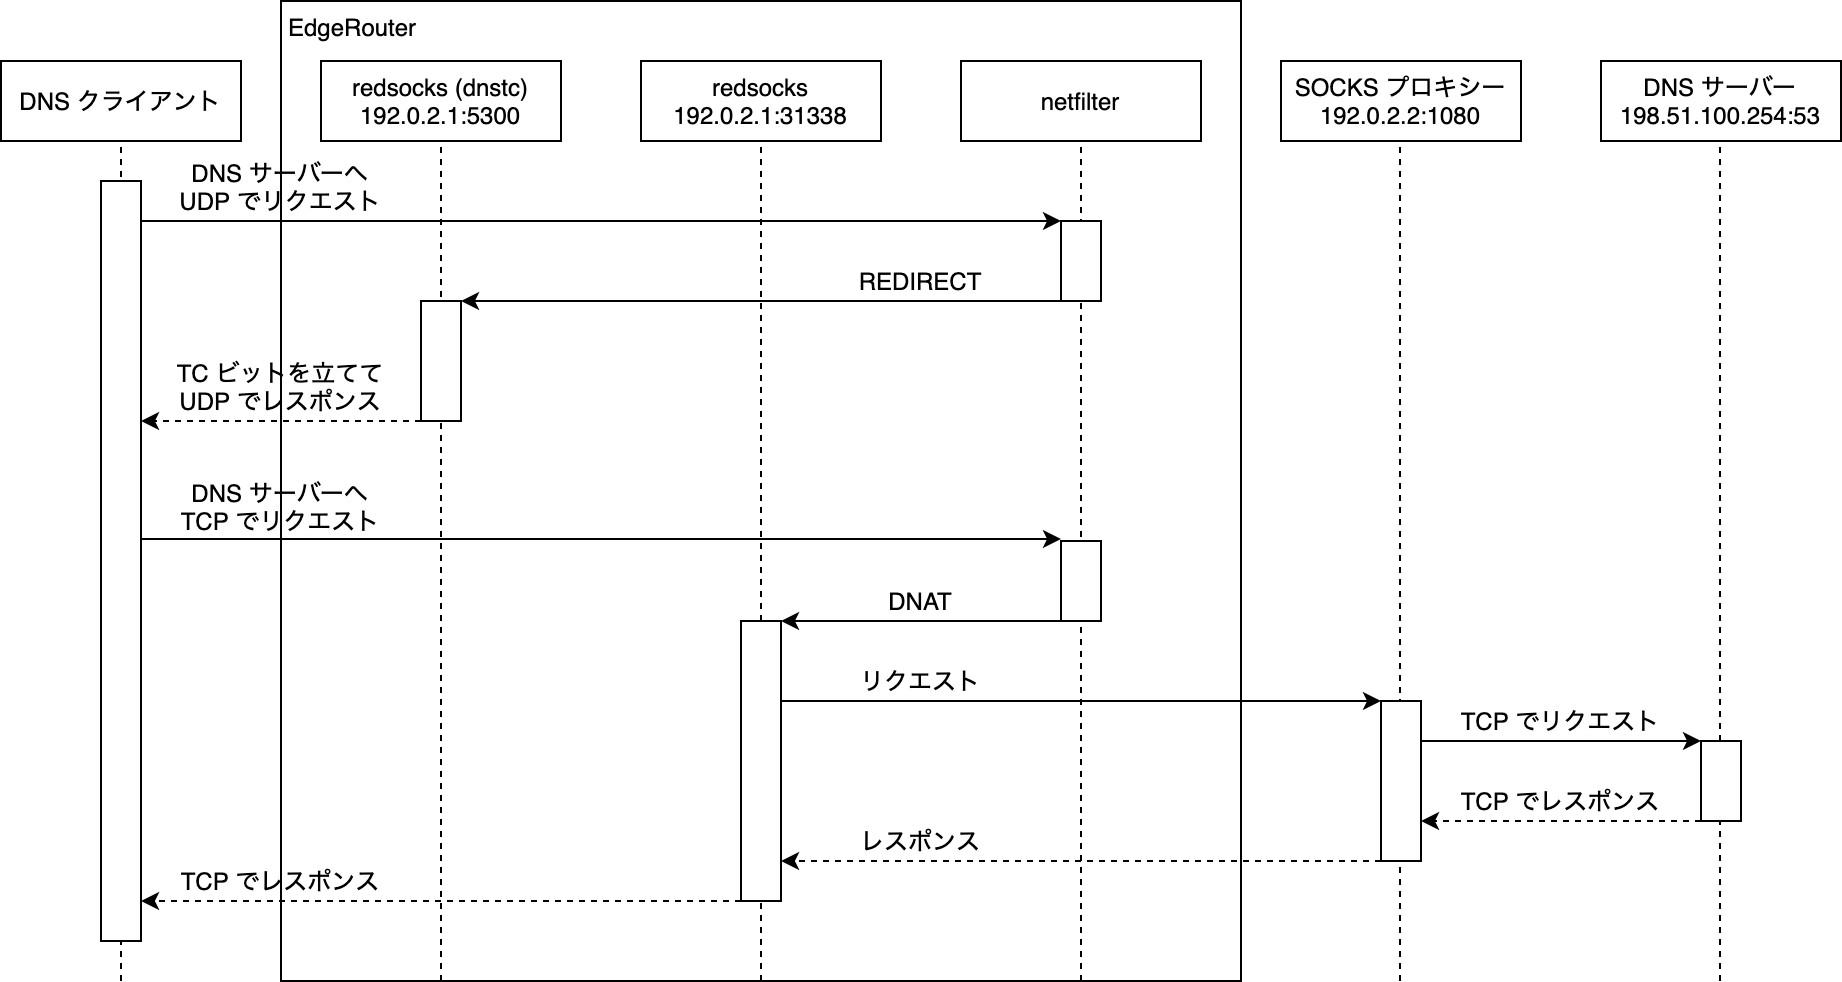 EdgeRouter
DNS クライアント
redsocks (dnstc)
192.0.2.1:5300
redsocks
192.0.2.1:31338
netfilter
SOCKS プロキシー
192.0.2.2:1080
DNS サーバー
198.51.100.254:53
DNS サーバーへ
UDP でリクエスト
REDIRECT
TC ビットを立てて
UDP でレスポンス
DNS サーバーへ
TCP でリクエスト
DNAT
リクエスト
TCP でリクエスト
TCP でレスポンス
レスポンス
TCP でレスポンス